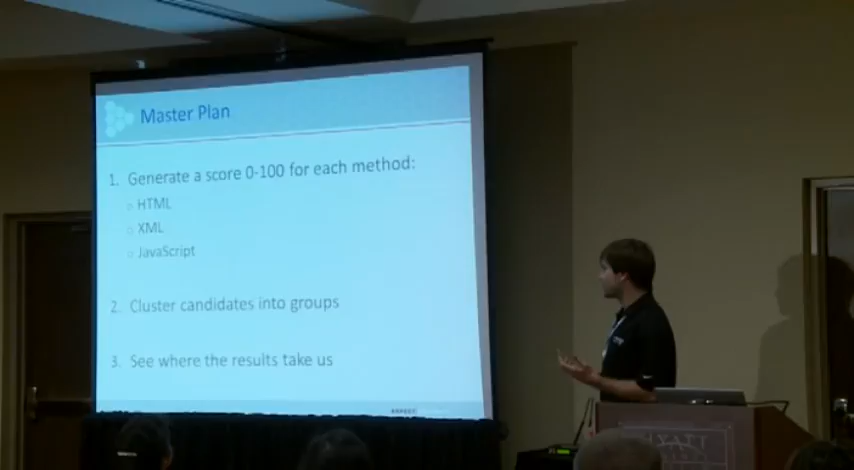 Master Plan
1. Generate a score 0-100 for each method:
HTML
XML
JavaScript
2. Cluster candidates into groups
3. See where the results take us
ASPECT